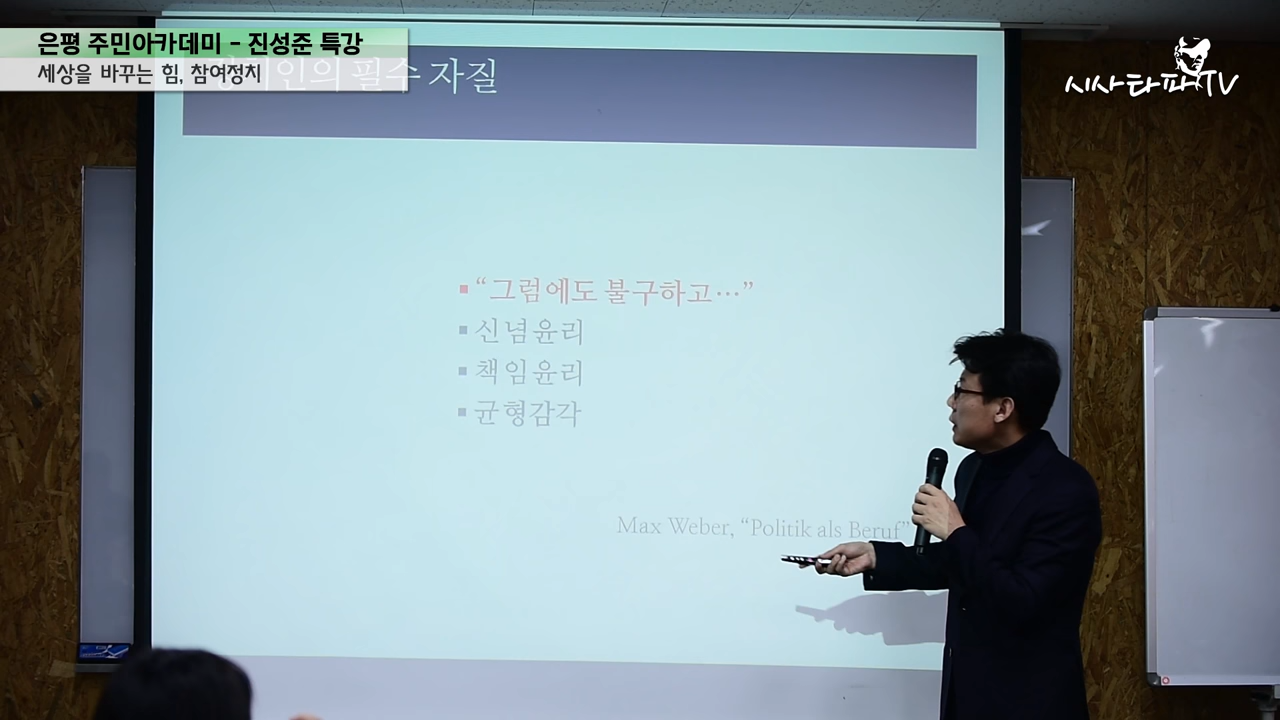 은평 주민아카데미 - 진성준 특강
세상을 바꾸는 힘, 참여정치
시사타파TV
필수 자질
"그럼에도 불구하고…"
신념윤리
책임윤리
균형감각
Max Weber, "Politik als Beruf"